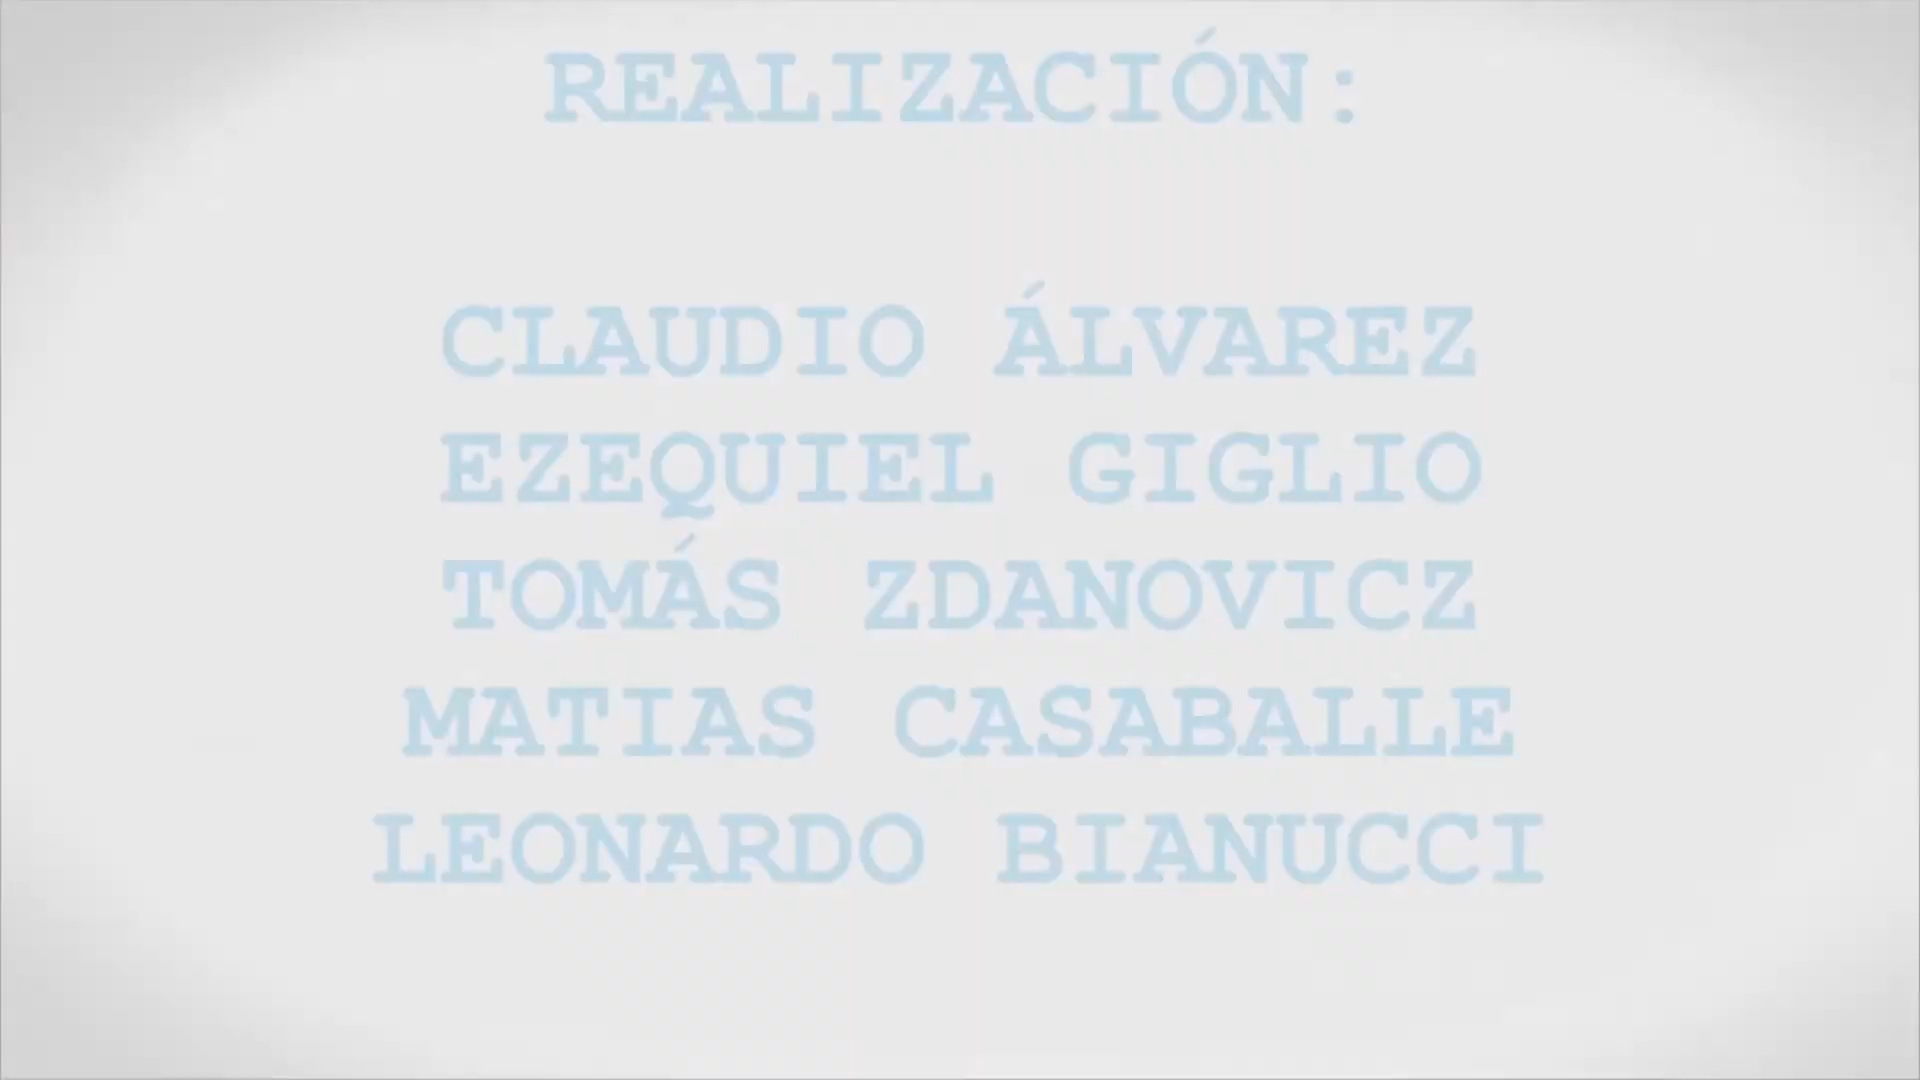 REALIZACIÓN:
CLAUDIO ÁLVAREZ
EZEQUIEL GIGLIO
TOMÁS ZDANOVICZ
MATIAS CASABALLE
LEONARDO BIANUCCI